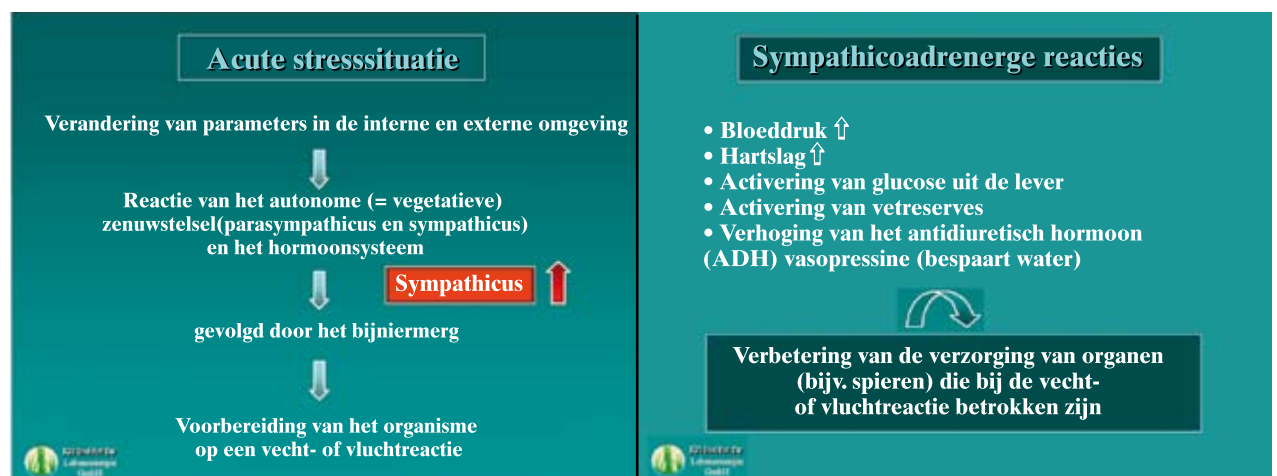 Acute stresssituatie
Verandering van parameters in de interne en externe omgeving
Reactie van het autonome (= vegetatieve)
zenuwstelsel(parasympathicus en sympathicus)
en het hormoonsysteem
Sympathicus
gevolgd door het bijniermerg
Voorbereiding van het organisme
op een vecht- of vluchtreactie
Sympathicoadrenerge reacties
• Bloeddruk ⇧
• Hartslag ⇧
• Activering van glucose uit de lever
• Activering van vetreserves
• Verhoging van het antidiuretisch hormoon
(ADH) vasopressine (bespaart water)
Verbetering van de verzorging van organen
(bijv. spieren) die bij de vecht-
of vluchtreactie betrokken zijn
GmbH
GmbH